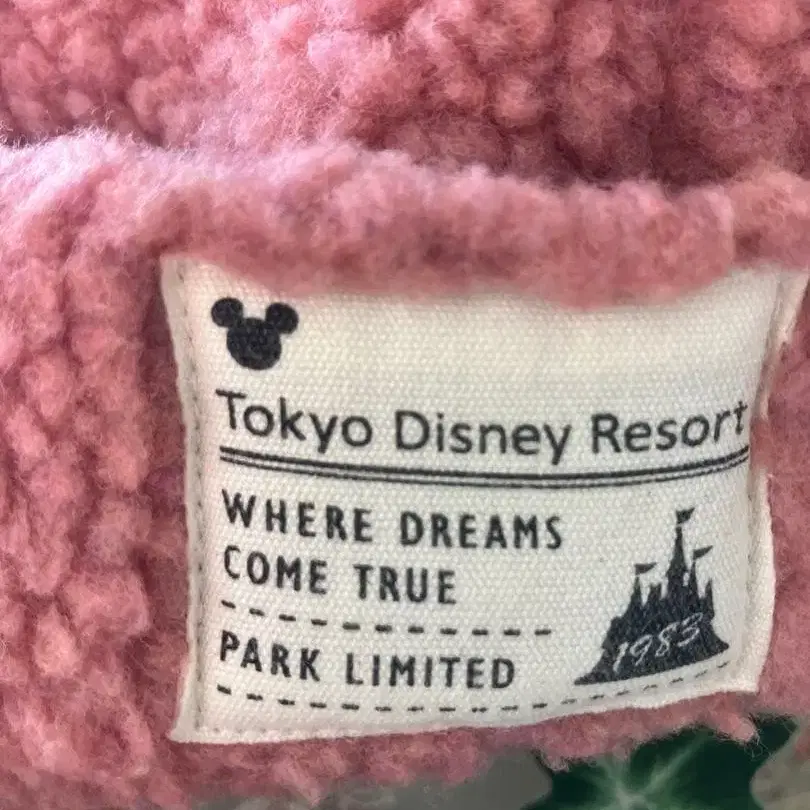 Tokyo Disney Resort
WHERE DREAMS
COME TRUE
PARK LIMITED
1983